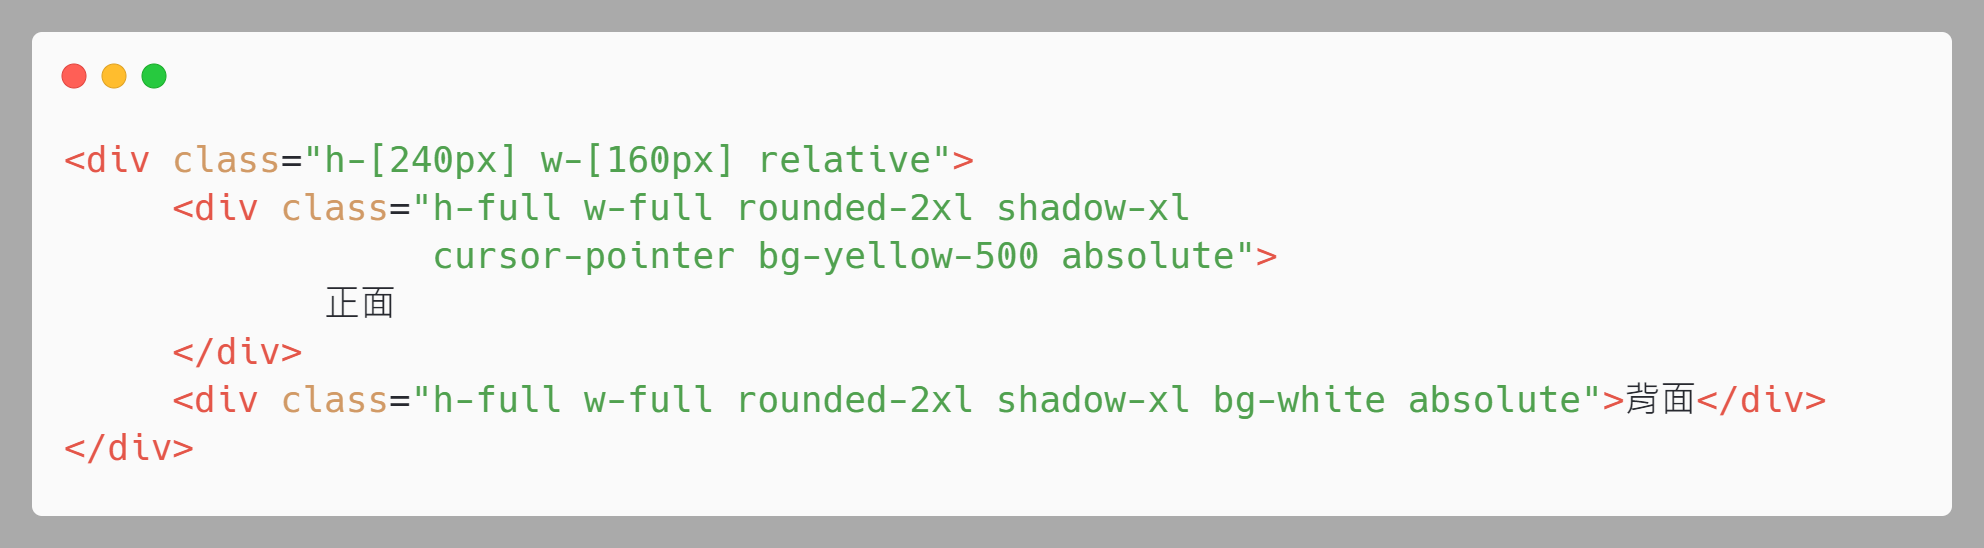 <div class="h-[240px] w-[160px] relative">
<div class="h-full w-full rounded-2xl shadow-xl
cursor-pointer bg-yellow-500 absolute">
正面
</div>
<div class="h-full w-full rounded-2xl shadow-xl bg-white absolute">背面</div>
</div>